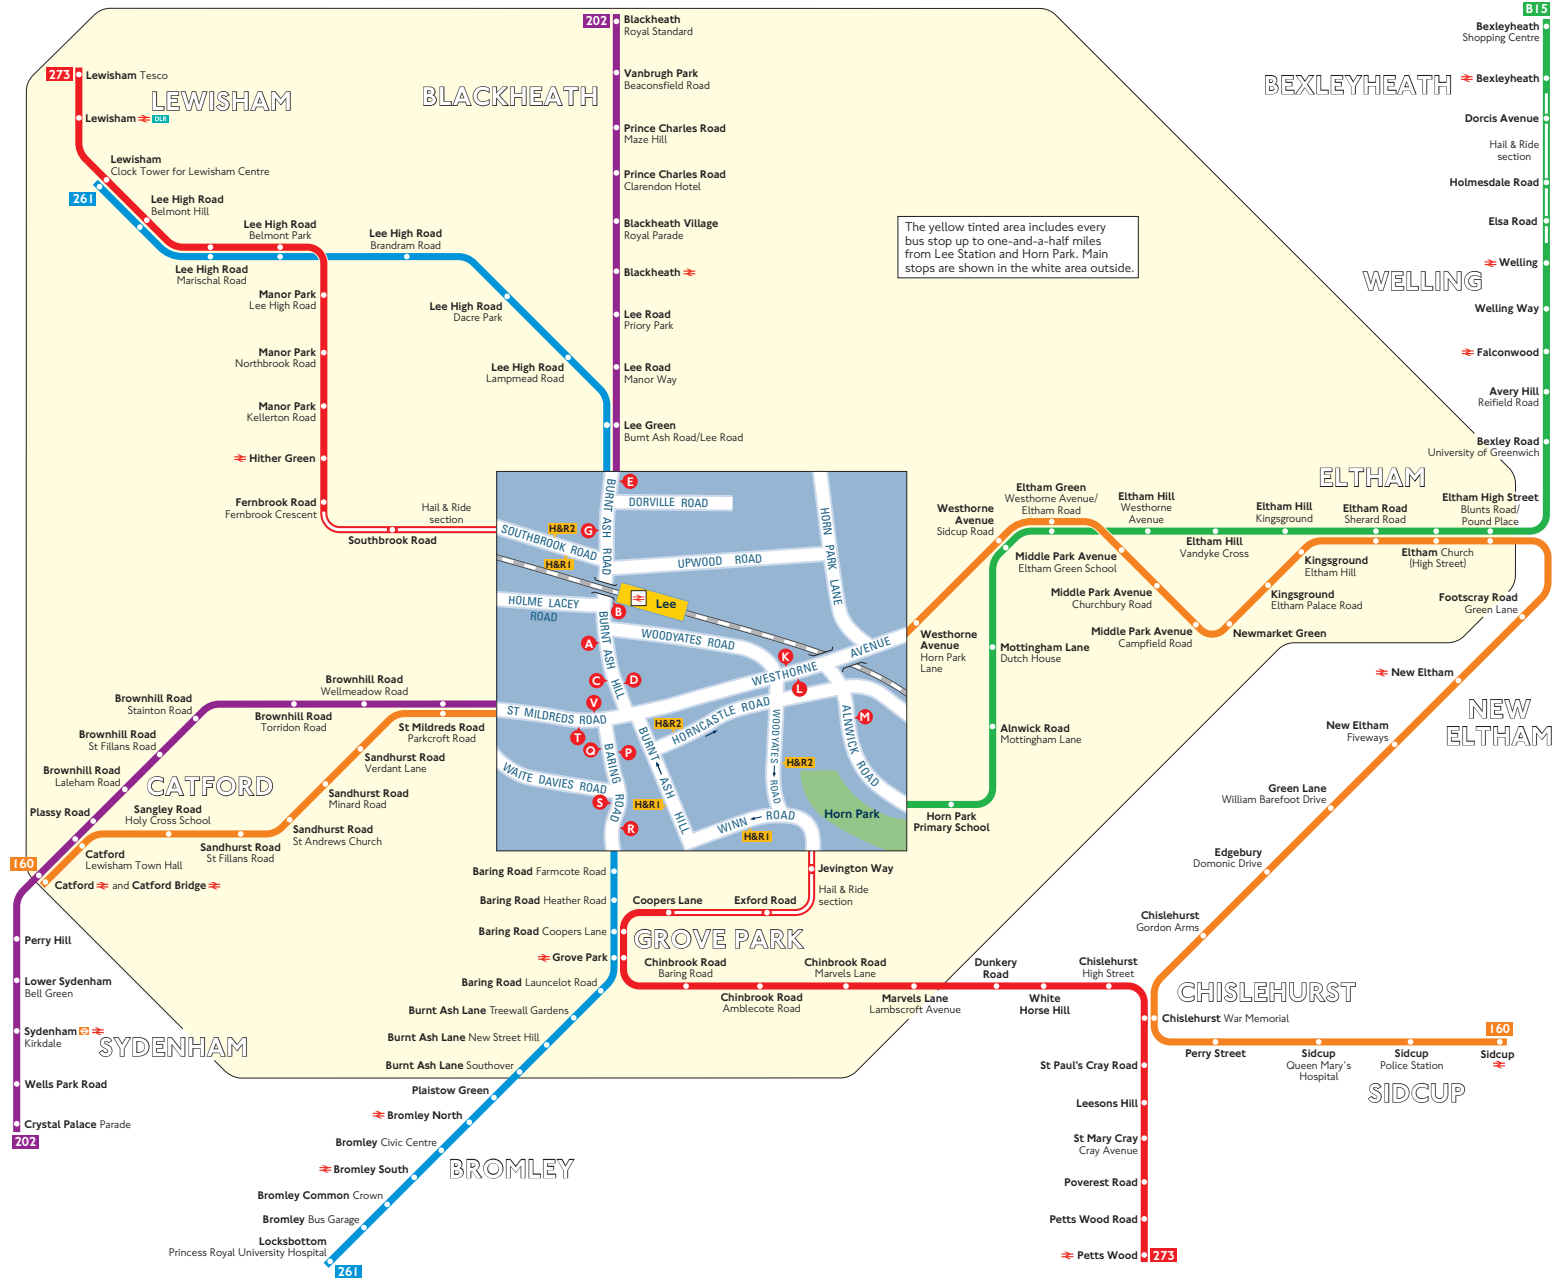 202
Blackheath
Royal Standard
Vanbrugh Park
Beaconsfield Road
Prince Charles Road
Maze Hill
Prince Charles Road
Clarendon Hotel
Blackheath Village
Royal Parade
Blackheath
Lee Road
Priory Park
Lee Road
Manor Way
Lee Green
Burnt Ash Road/Lee Road
BLACKHEATH
273
Lewisham Tesco
LEWISHAM
Lewisham DLR
Lewisham
Clock Tower for Lewisham Centre
261
Lee High Road
Belmont Hill
Lee High Road
Belmont Park
Lee High Road
Marischal Road
Lee High Road
Brandram Road
Lee High Road
Dacre Park
Lee High Road
Lampmead Road
Manor Park
Lee High Road
Manor Park
Northbrook Road
Manor Park
Kellerton Road
Hither Green
Fernbrook Road
Fernbrook Crescent
Hail & Ride
section
Southbrook Road
The yellow tinted area includes every
bus stop up to one-and-a-half miles
from Lee Station and Horn Park. Main
stops are shown in the white area outside.
B15
Bexleyheath
Shopping Centre
BEXLEYHEATH
Bexleyheath
Dorcis Avenue
Hail & Ride
section
Holmesdale Road
Elsa Road
Welling
WELLING
Welling Way
Falconwood
Avery Hill
Reifield Road
Bexley Road
University of Greenwich
ELTHAM
Eltham High Street
Blunts Road/
Pound Place
Eltham Road
Sherard Road
Eltham Hill
Kingsground
Eltham Hill
Westhorne
Avenue
Eltham Green
Westhorne Avenue/
Eltham Road
Westhorne
Avenue
Sidcup Road
Eltham Hill
Vandyke Cross
Eltham Church
(High Street)
Middle Park Avenue
Eltham Green School
Kingsground
Eltham Hill
Middle Park Avenue
Churchbury Road
Kingsground
Eltham Palace Road
Middle Park Avenue
Campfield Road
Newmarket Green
Footscray Road
Green Lane
Westhorne
Avenue
Horn Park
Lane
Mottingham Lane
Dutch House
Alnwick Road
Mottingham Lane
Horn Park
Primary School
New Eltham
NEW
ELTHAM
New Eltham
Fiveways
Green Lane
William Barefoot Drive
Edgebury
Domonic Drive
Chislehurst
Gordon Arms
E
BURNT ASH ROAD
DORVILLE ROAD
H&R2
G
SOUTHBROOK ROAD
H&R1
UPWOOD ROAD
HORN PARK LANE
Lee
HOLME LACEY
ROAD
B
A
BURNT ASH HILL
WOODYATES ROAD
K
WESTHORNE AVENUE
C
D
L
V
ST MILDREDS ROAD
T
H&R2
HORNCASTLE ROAD
M
ALNWICK ROAD
Q
P
BARING ROAD
BURNT ASH HILL
WOODYATES ROAD
H&R2
WAITE DAVIES ROAD
S
H&R1
R
WINN ROAD
H&R1
Horn Park
Brownhill Road
Wellmeadow Road
Brownhill Road
Stainton Road
Brownhill Road
Torridon Road
St Mildreds Road
Parkcroft Road
Brownhill Road
St Fillans Road
Sandhurst Road
Verdant Lane
Brownhill Road
Laleham Road
CATFORD
Sandhurst Road
Minard Road
Plassy Road
Sangley Road
Holy Cross School
Sandhurst Road
St Andrews Church
Sandhurst Road
St Fillans Road
160
Catford
Lewisham Town Hall
Catford and Catford Bridge
Perry Hill
Lower Sydenham
Bell Green
Sydenham
Kirkdale
SYDENHAM
Wells Park Road
Crystal Palace Parade
202
Baring Road Farmcote Road
Baring Road Heather Road
Baring Road Coopers Lane
Grove Park
Baring Road Launcelot Road
Burnt Ash Lane Treewall Gardens
Burnt Ash Lane New Street Hill
Burnt Ash Lane Southover
Plaistow Green
Bromley North
Bromley Civic Centre
Bromley South
BROMLEY
Bromley Common Crown
Bromley Bus Garage
Locksbottom
Princess Royal University Hospital
261
Jevington Way
Hail & Ride
section
Coopers Lane
Exford Road
GROVE PARK
Chinbrook Road
Baring Road
Chinbrook Road
Amblecote Road
Chinbrook Road
Marvels Lane
Marvels Lane
Lambscroft Avenue
Dunkery
Road
White
Horse Hill
Chislehurst
High Street
CHISLEHURST
Chislehurst War Memorial
160
Perry Street
Sidcup
Queen Mary's
Hospital
Sidcup
Police Station
Sidcup
SIDCUP
St Paul's Cray Road
Leesons Hill
St Mary Cray
Cray Avenue
Poverest Road
Petts Wood Road
Petts Wood
273